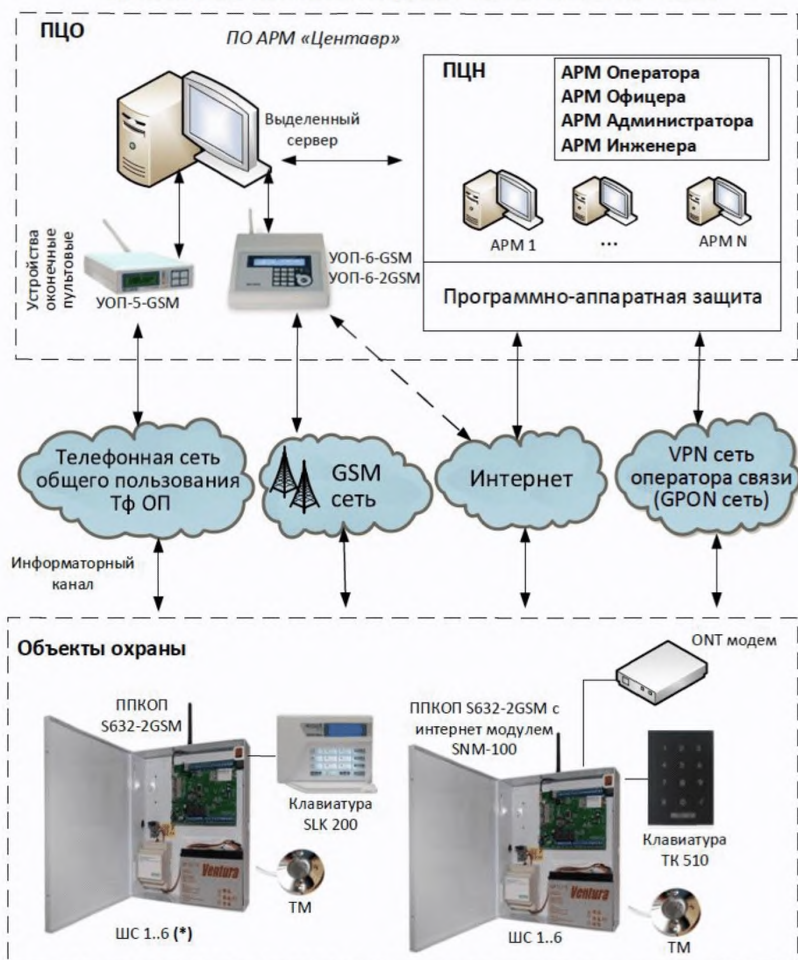 ПЦО
ПО АРМ «Центавр»
Выделенный
сервер
Устройства
оконечные
пультовые
УОП-5-GSM
УОП-6-GSM
УОП-6-2GSM
ПЦН
АРМ Оператора
АРМ Офицера
АРМ Администратора
АРМ Инженера
АРМ 1
...
АРМ N
Программно-аппаратная защита
Телефонная сеть
общего пользования
Тф ОП
GSM
сеть
Интернет
VPN сеть
оператора связи
(GPON сеть)
Информаторный
канал
Объекты охраны
ППКОП
S632-2GSM
Клавиатура
SLK 200
Ventura
ТМ
ШС 1..6 (*)
ONT модем
ППКОП S632-2GSM с
интернет модулем
SNM-100
Клавиатура
ТК 510
Ventura
ТМ
ШС 1..6